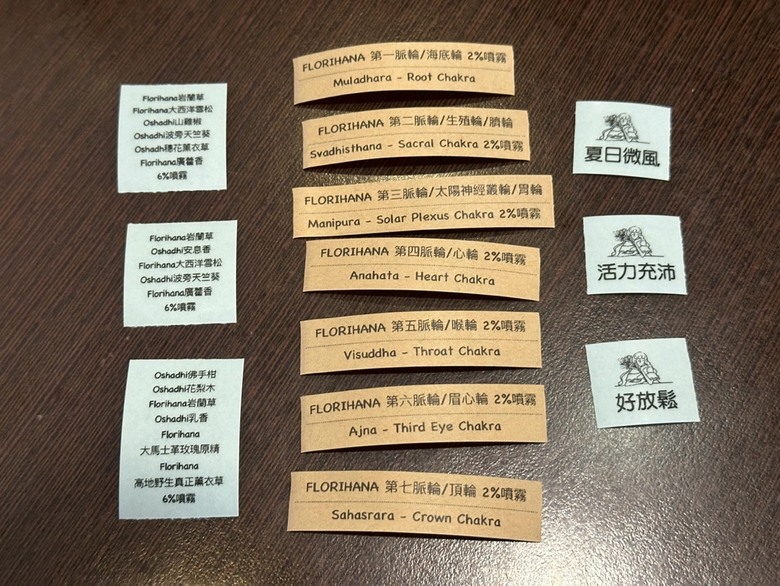 Florihana岩蘭草
Florihana大西洋雪松
Oshadhi山雞椒
Oshadhi波旁天竺葵
Oshadhi穗花薰衣草
Florihana廣藿香
6%噴霧
Florihana岩蘭草
Oshadhi安息香
Florihana大西洋雪松
Oshadhi波旁天竺葵
Florihana廣藿香
6%噴霧
Oshadhi佛手柑
Oshadhi花梨木
Florihana岩蘭草
Oshadhi乳香
Florihana
大馬士革玫瑰原精
Florihana
高地野生真正薰衣草
6%噴霧
FLORIHANA 第一脈輪/海底輪 2%噴霧
Muladhara - Root Chakra
FLORIHANA 第二脈輪/生殖輪/臍輪
Svadhisthana - Sacral Chakra 2%噴霧
FLORIHANA 第三脈輪/太陽神經叢輪/胃輪
Manipura - Solar Plexus Chakra 2%噴霧
FLORIHANA 第四脈輪/心輪 2%噴霧
Anahata - Heart Chakra
FLORIHANA 第五脈輪/喉輪 2%噴霧
Visuddha - Throat Chakra
FLORIHANA 第六脈輪/眉心輪 2%噴霧
Ajna - Third Eye Chakra
FLORIHANA 第七脈輪/頂輪 2%噴霧
Sahasrara - Crown Chakra
夏日微風
活力充沛
好放鬆